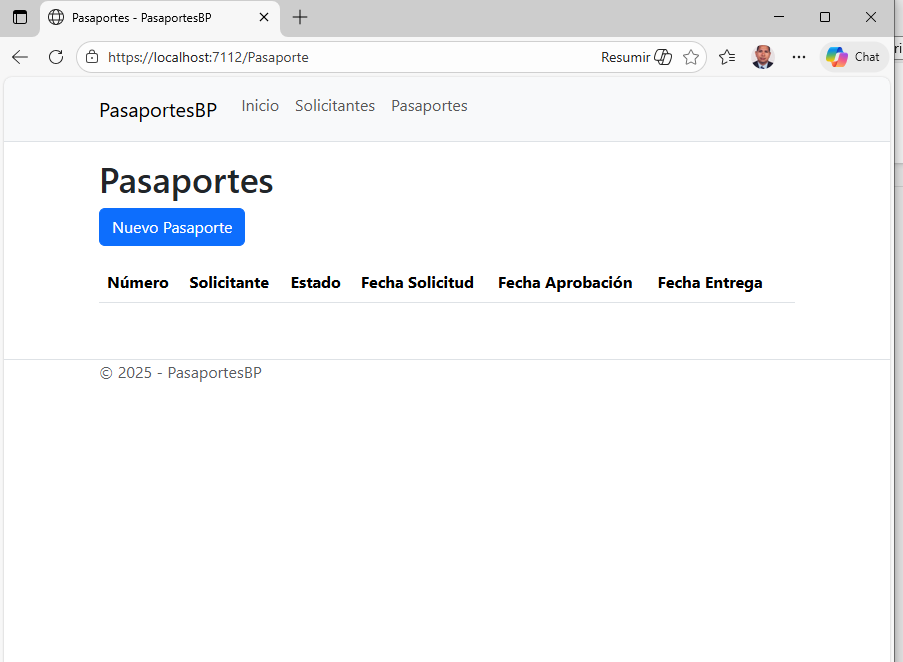 Pasaportes - PasaportesBP
https://localhost:7112/Pasaporte
Resumir
Chat
PasaportesBP Inicio Solicitantes Pasaportes
Pasaportes
Nuevo Pasaporte
Número Solicitante Estado Fecha Solicitud Fecha Aprobación Fecha Entrega
© 2025 - PasaportesBP